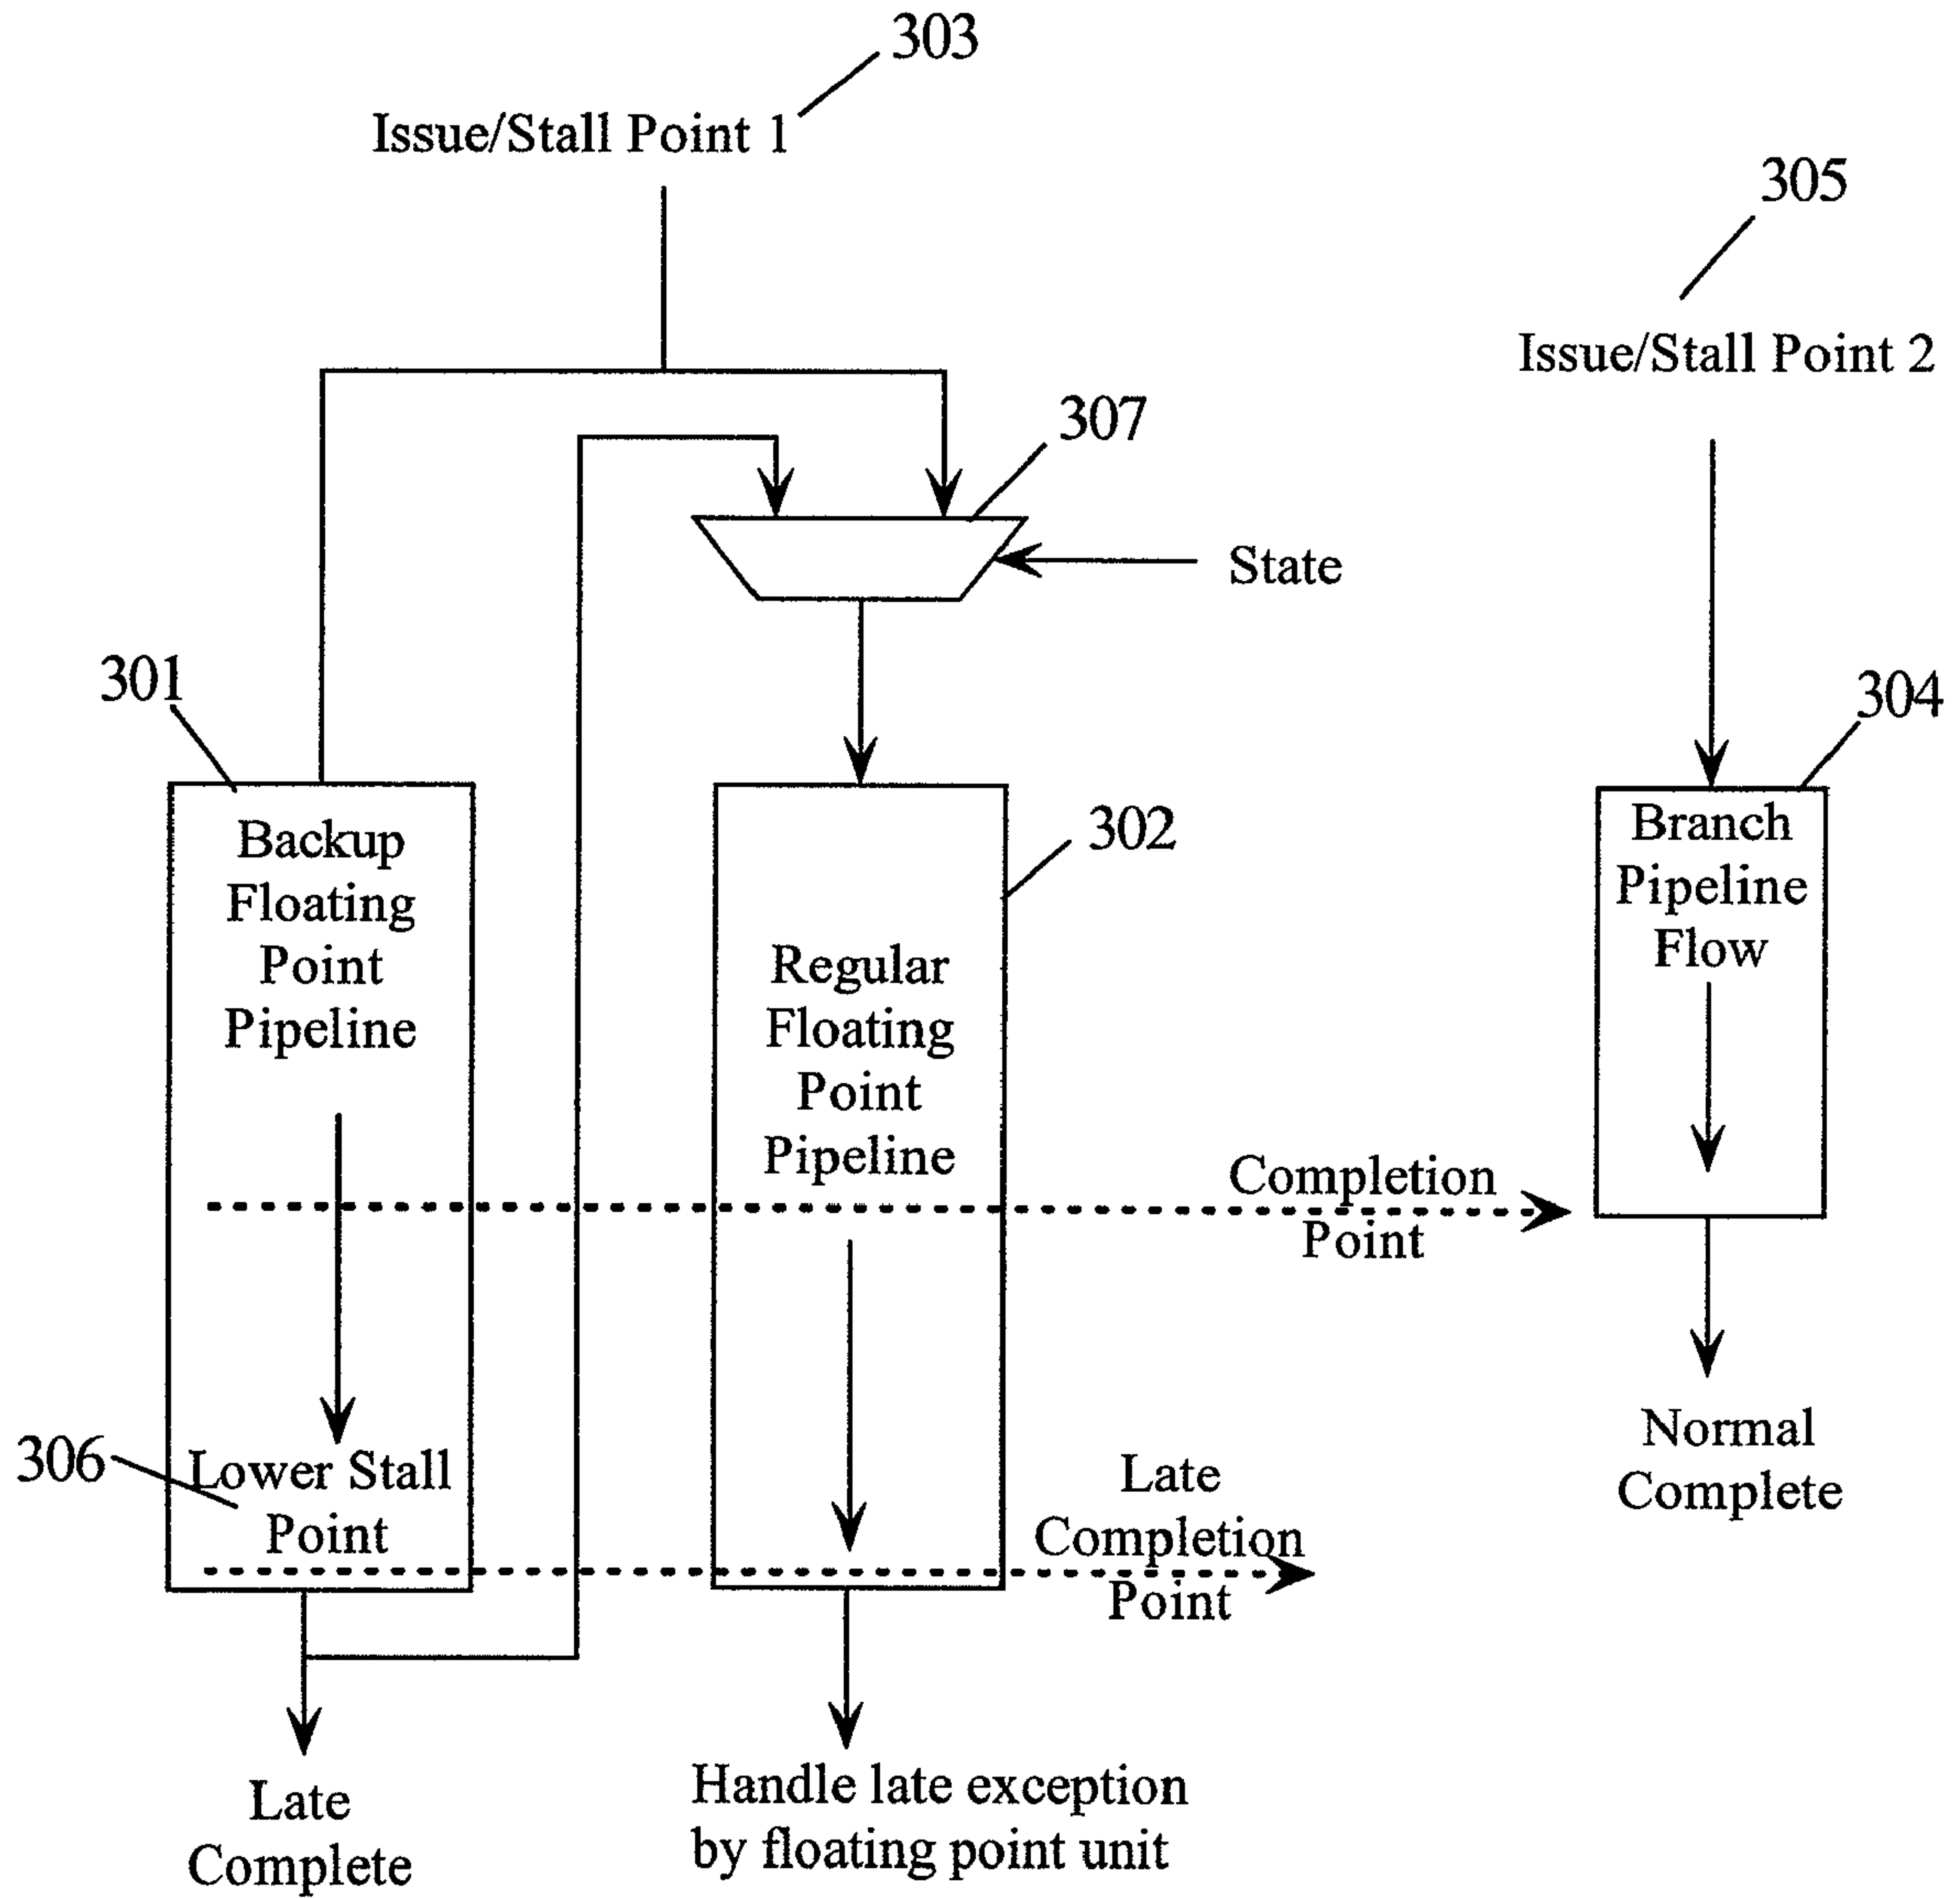 303
Issue/Stall Point 1
305
Issue/Stall Point 2
307
State
301
304
Backup
Floating
Point
Pipeline
302
Regular
Floating
Point
Pipeline
Branch
Pipeline
Flow
Completion
Point
306
Lower Stall
Point
Late
Completion
Point
Normal
Complete
Late
Complete
Handle late exception
by floating point unit